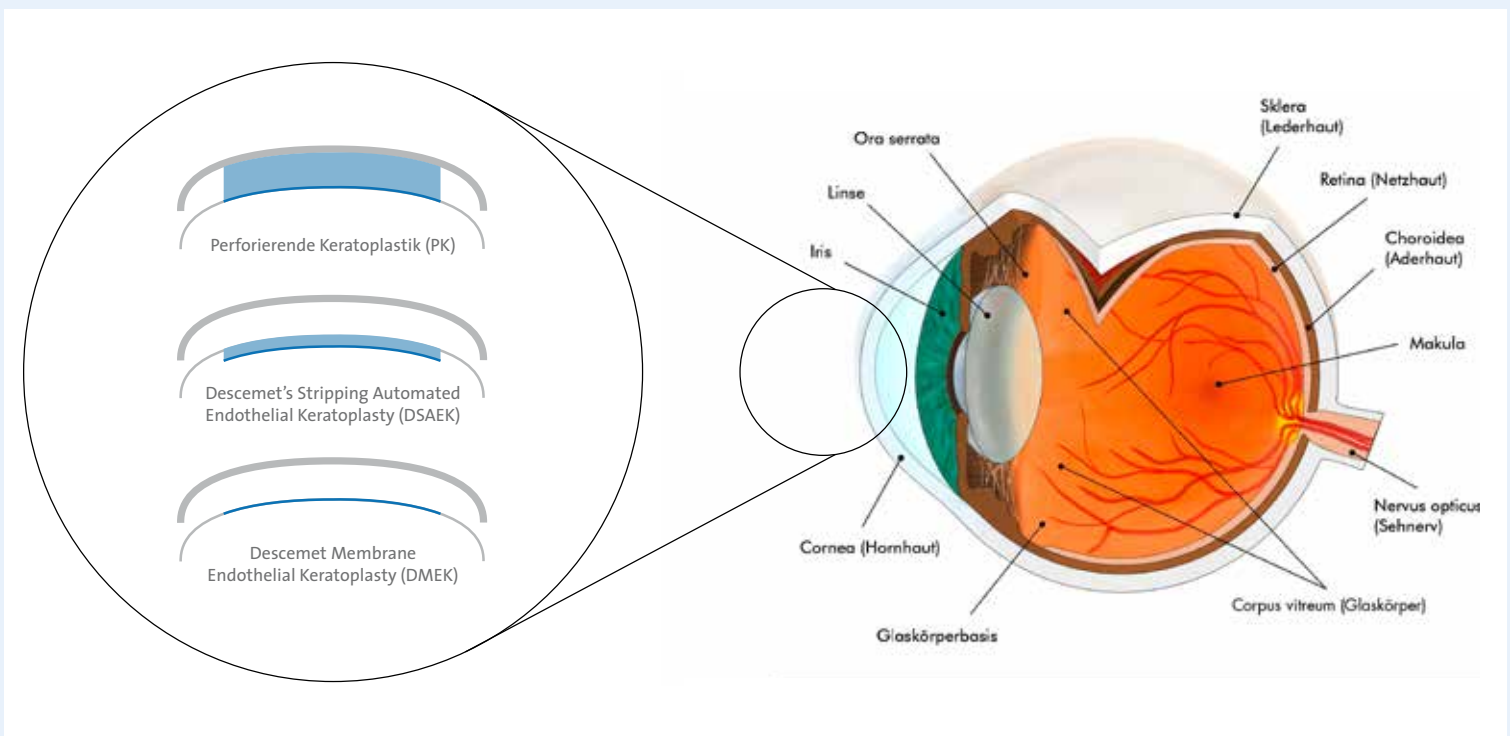 Perforierende Keratoplastik (PK)
Descemet's Stripping Automated
Endothelial Keratoplasty (DSAEK)
Descemet Membrane
Endothelial Keratoplasty (DMEK)
Ora serrata
Linse
Iris
Cornea (Hornhaut)
Glaskörperbasis
Sklera
(Lederhaut)
Retina (Netzhaut)
Choroidea
(Aderhaut)
Makula
Nervus opticus
(Sehnerv)
Corpus vitreum (Glaskörper)